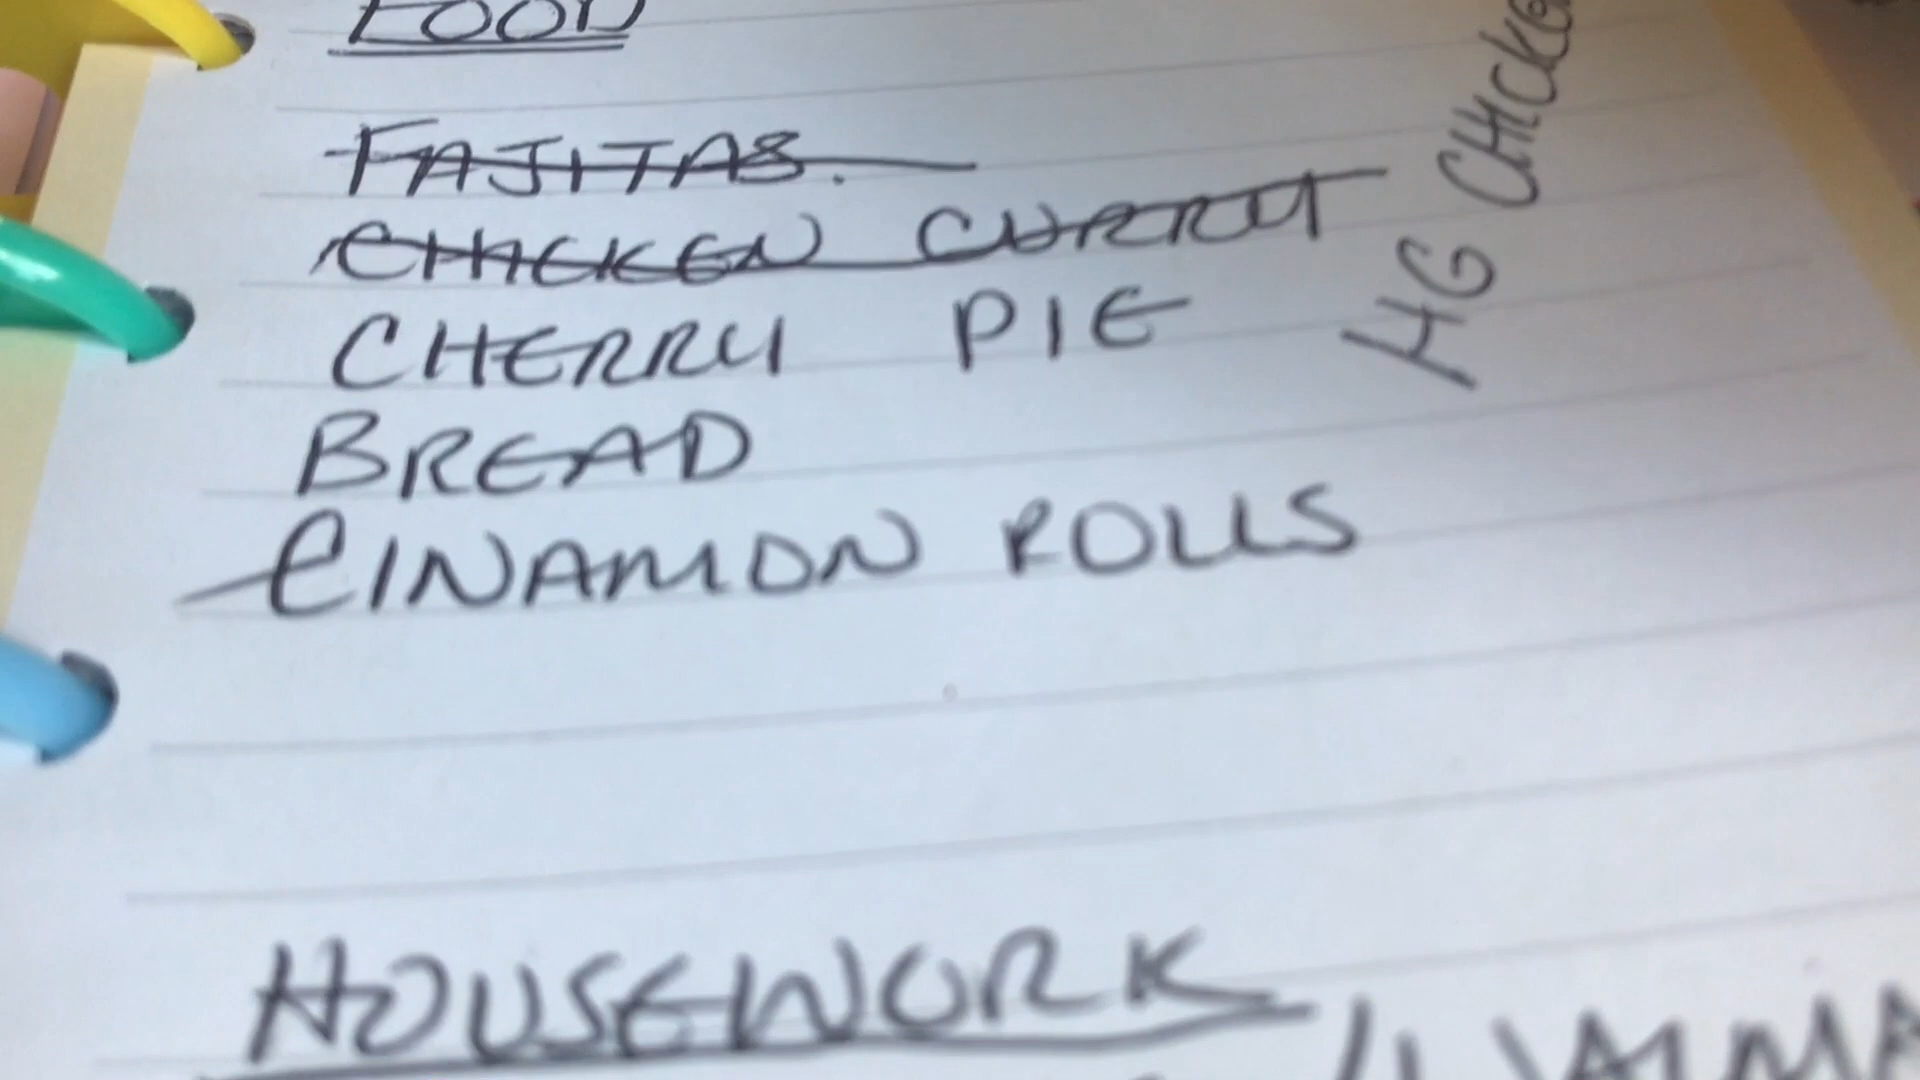 FOOD
FAJITAS.
CHICKEN CURRY
CHERRY PIE
BREAD
CINAMON ROLLS
HG CHICKEN
HOUSEWORK